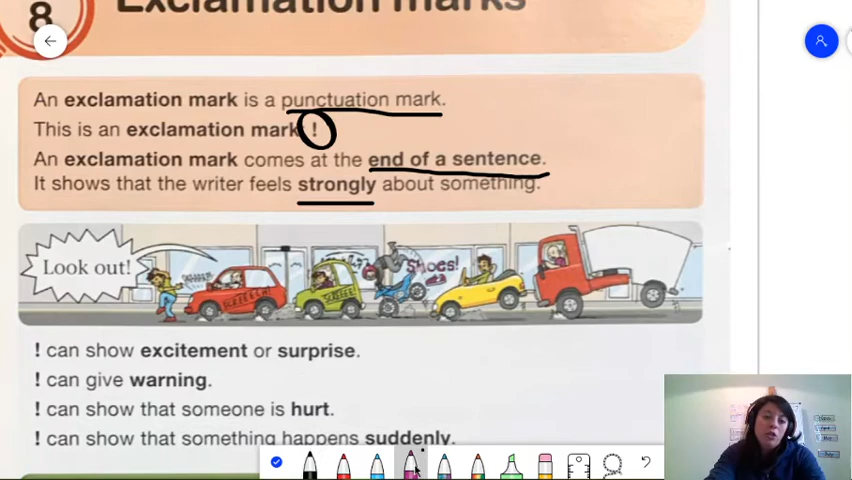 8
Exclamation marks
An exclamation mark is a punctuation mark.
This is an exclamation mark: !
An exclamation mark comes at the end of a sentence.
It shows that the writer feels strongly about something.
Look out!
SHOES!
! can show excitement or surprise.
! can give warning.
! can show that someone is hurt.
! can show that something happens suddenly.